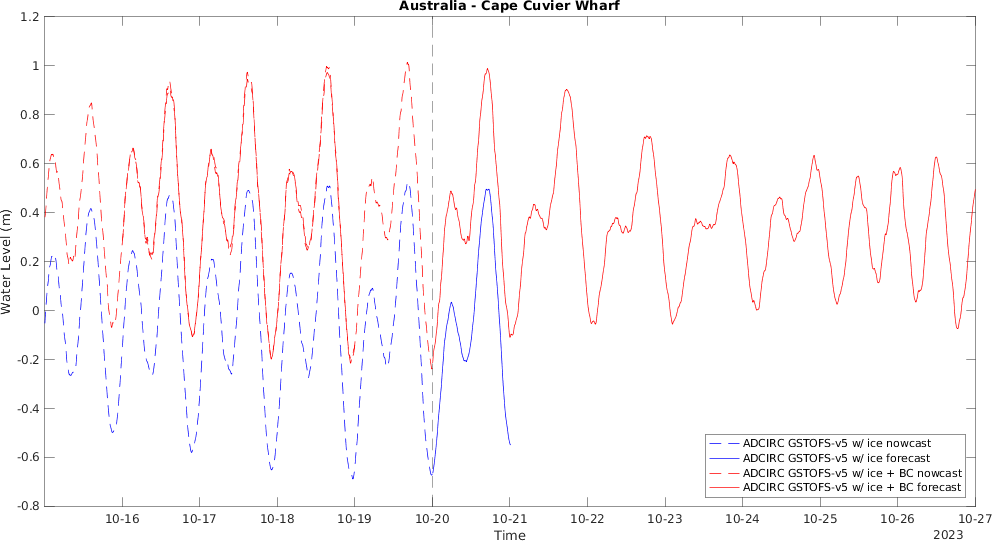 Australia - Cape Cuvier Wharf
1.2
1
0.8
0.6
0.4
0.2
0
-0.2
-0.4
-0.6
-0.8
Water Level (m)
10-16 10-17 10-18 10-19 10-20 10-21 10-22 10-23 10-24 10-25 10-26 10-27
Time
2023
ADCIRC GSTOFS-v5 w/ ice nowcast
ADCIRC GSTOFS-v5 w/ ice forecast
ADCIRC GSTOFS-v5 w/ ice + BC nowcast
ADCIRC GSTOFS-v5 w/ ice + BC forecast